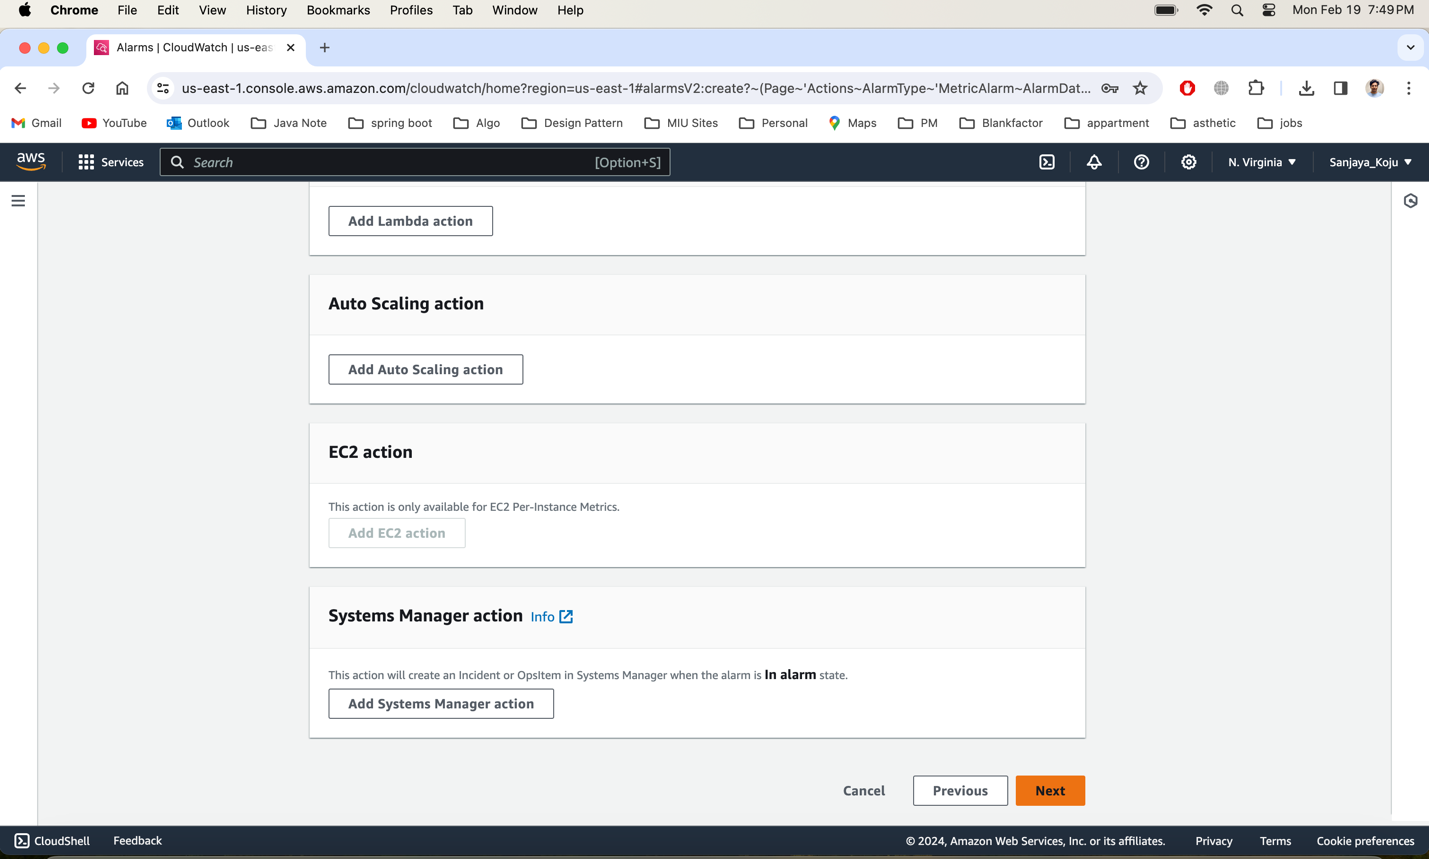 Chrome File Edit View History Bookmarks Profiles Tab Window Help Mon Feb 19 7:49 PM
Alarms | CloudWatch | us-eas
us-east-1.console.aws.amazon.com/cloudwatch/home?region=us-east-1#alarmsV2:create?~(Page~'Actions~AlarmType~'MetricAlarm~AlarmDat...
Gmail YouTube Outlook Java Note spring boot Algo Design Pattern MIU Sites Personal Maps PM Blankfactor appartment asthetic jobs
aws Services Search [Option+S] N. Virginia Sanjaya_Koju
Add Lambda action
Auto Scaling action
Add Auto Scaling action
EC2 action
This action is only available for EC2 Per-Instance Metrics.
Add EC2 action
Systems Manager action Info
This action will create an Incident or OpsItem in Systems Manager when the alarm is In alarm state.
Add Systems Manager action
Cancel Previous Next
CloudShell Feedback © 2024, Amazon Web Services, Inc. or its affiliates. Privacy Terms Cookie preferences